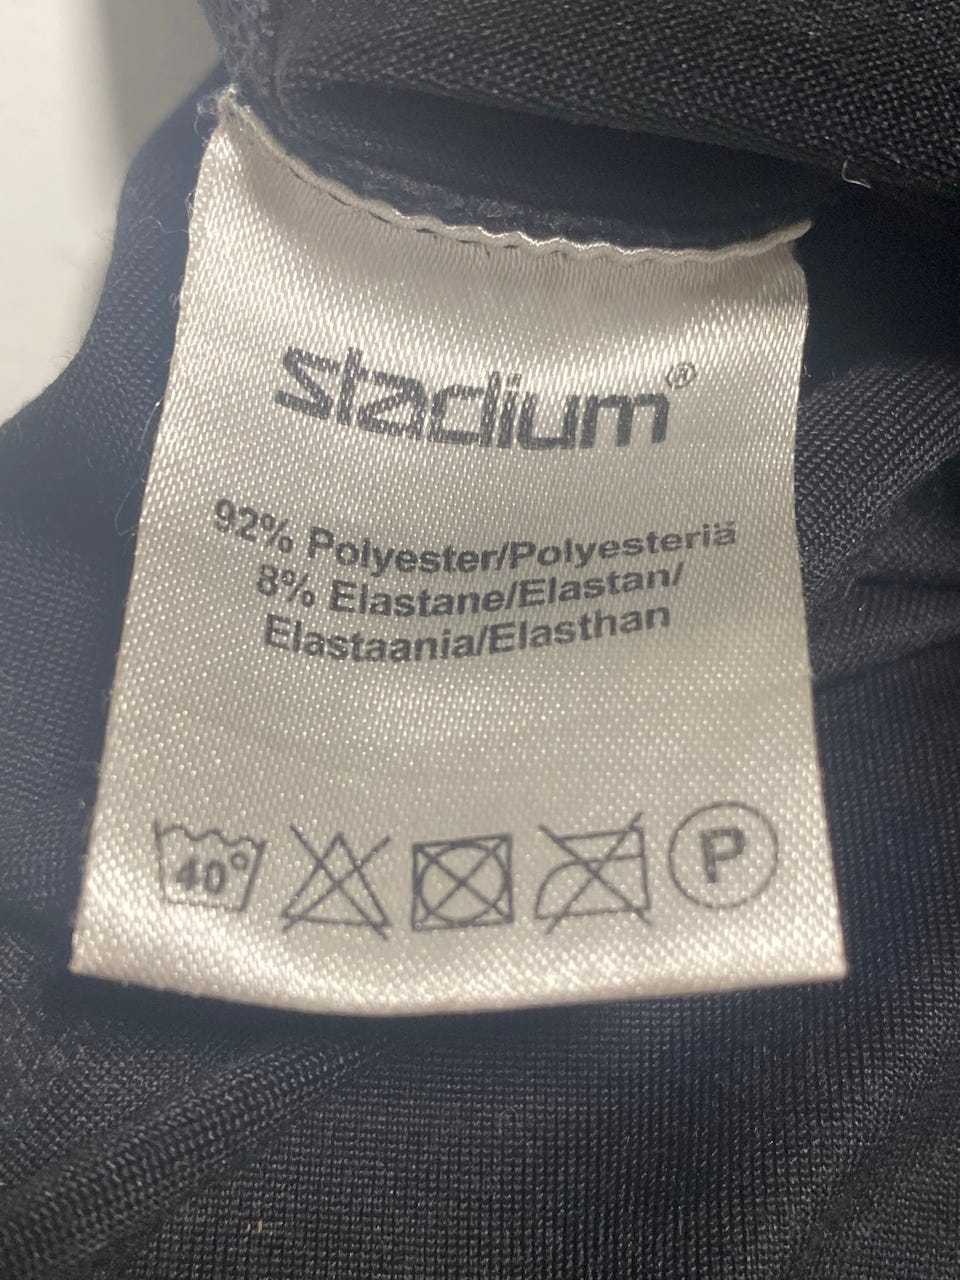 stadium®
92% Polyester/Polyesteriä
8% Elastane/Elastan/
Elastaania/Elasthan
40° P